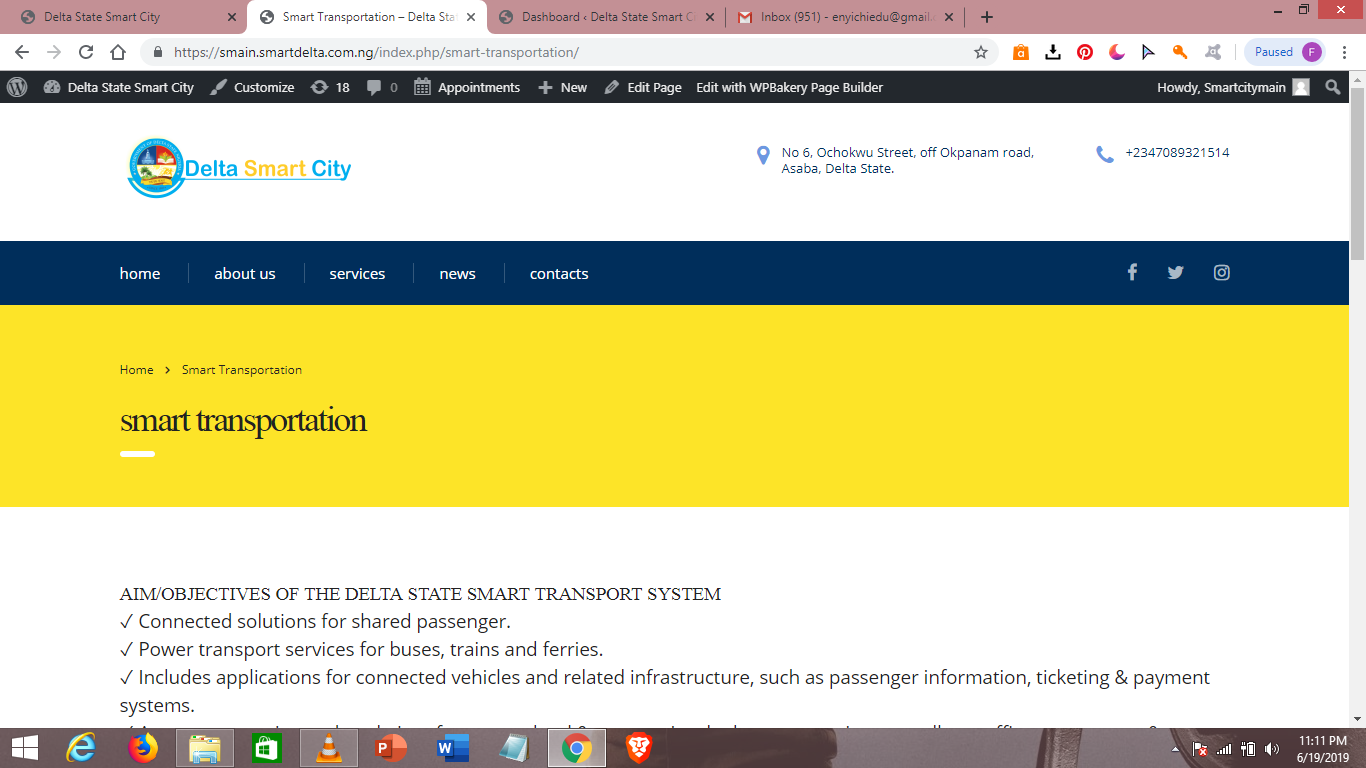 Delta State Smart City
Smart Transportation – Delta Sta
Dashboard ‹ Delta State Smart C
Inbox (951) - enyichiedu@gmail.
https://smain.smartdelta.com.ng/index.php/smart-transportation/
Paused F
Delta State Smart City Customize 18 0 Appointments New Edit Page Edit with WPBakery Page Builder Howdy, Smartcitymain
Delta Smart City
No 6, Ochokwu Street, off Okpanam road,
Asaba, Delta State.
+2347089321514
home about us services news contacts
Home > Smart Transportation
smart transportation
AIM/OBJECTIVES OF THE DELTA STATE SMART TRANSPORT SYSTEM
✓ Connected solutions for shared passenger.
✓ Power transport services for buses, trains and ferries.
✓ Includes applications for connected vehicles and related infrastructure, such as passenger information, ticketing & payment
systems.
11:11 PM
6/19/2019